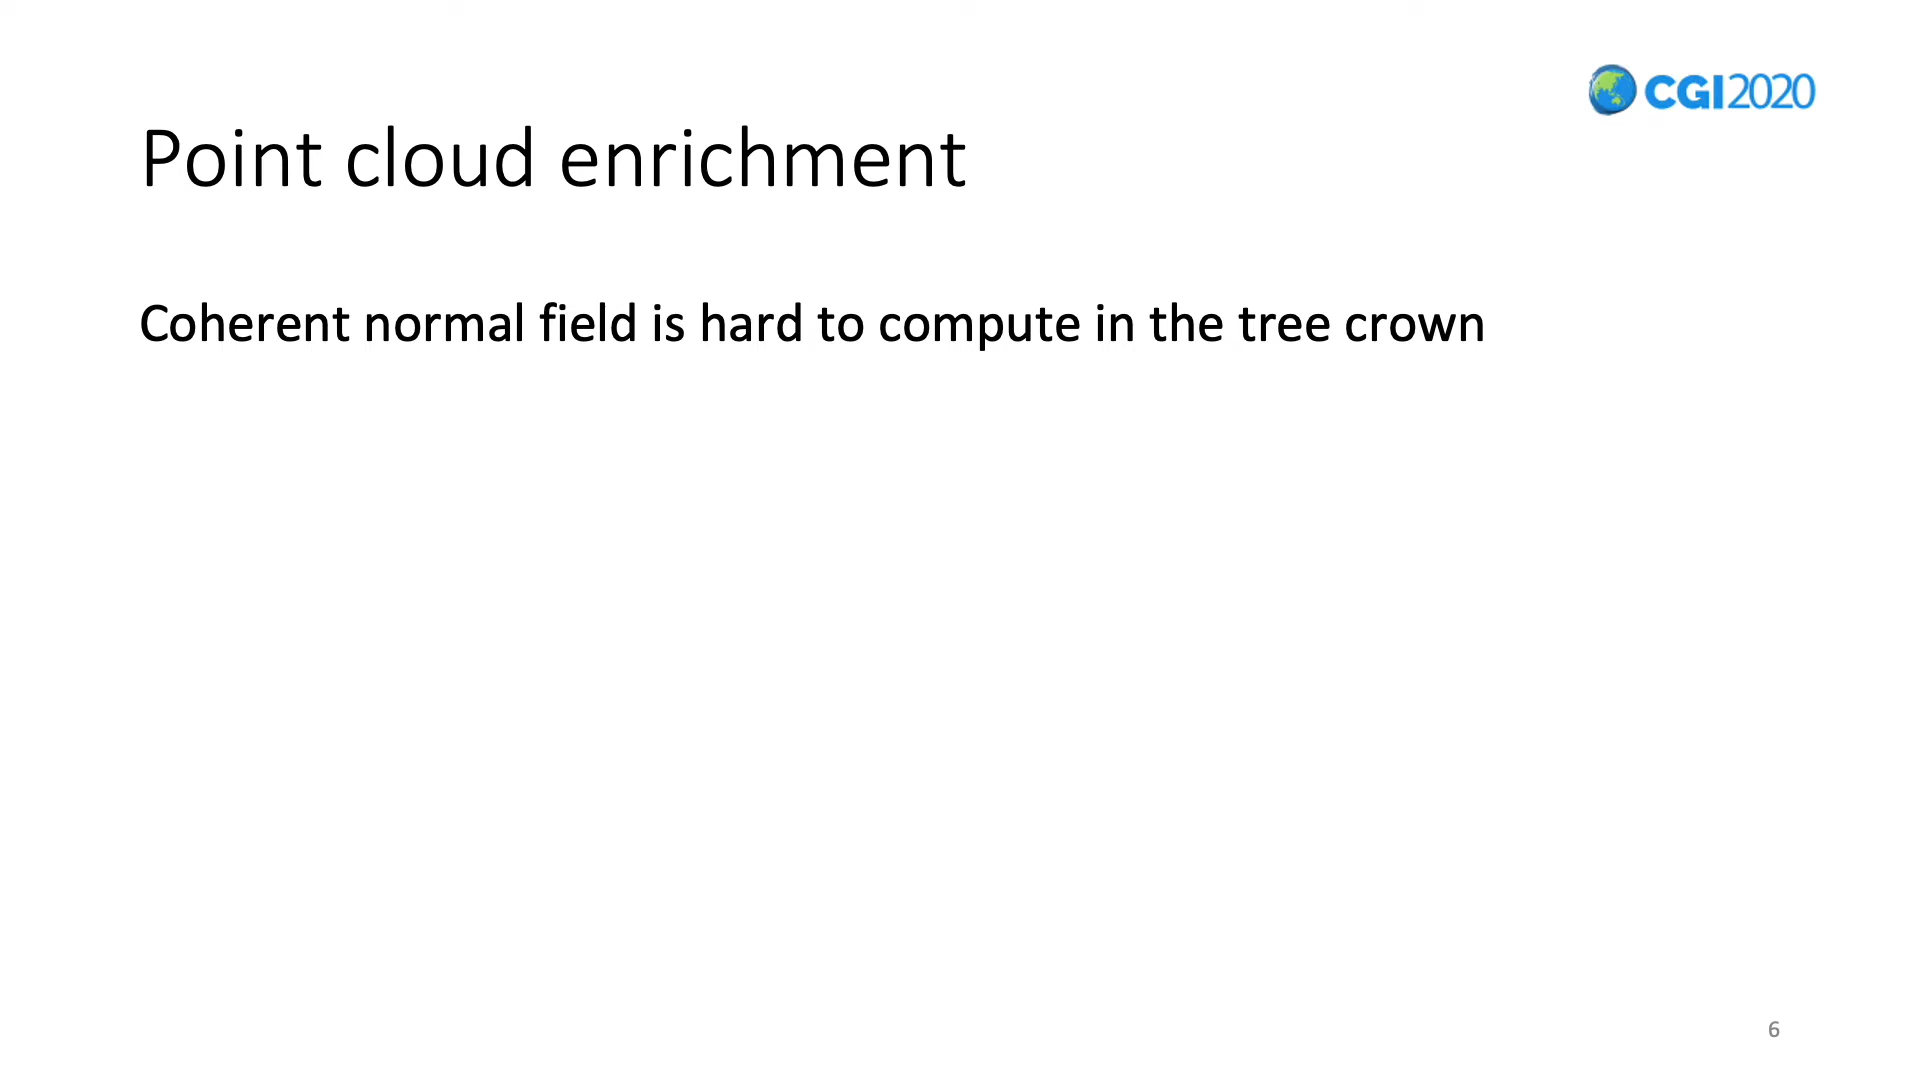 CGI2020
Point cloud enrichment
Coherent normal field is hard to compute in the tree crown
6